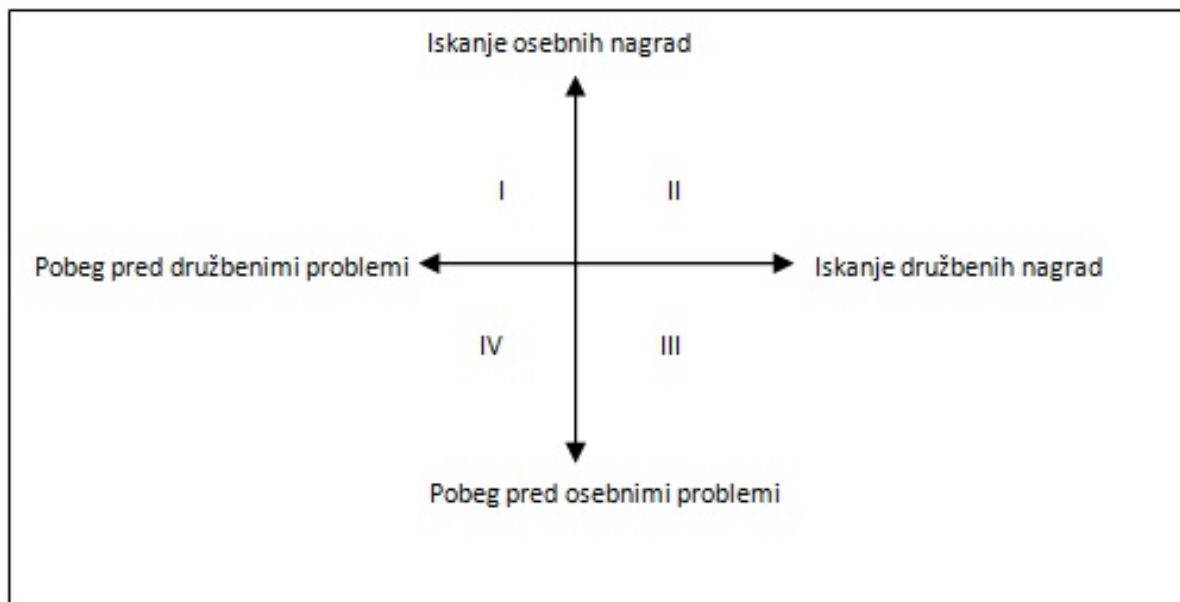 Iskanje osebnih nagrad
I
II
Pobeg pred družbenimi problemi
Iskanje družbenih nagrad
IV
III
Pobeg pred osebnimi problemi